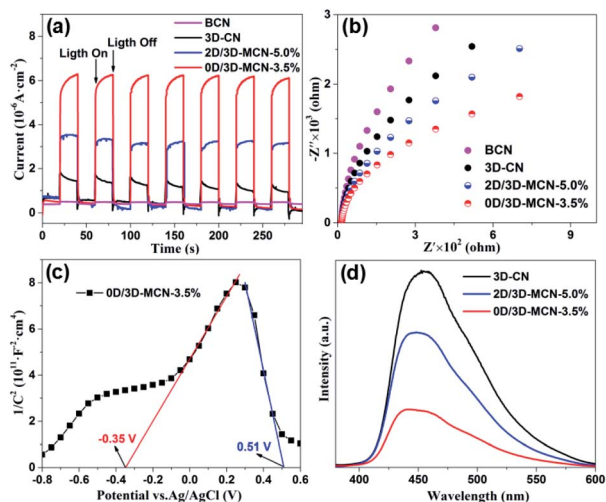 (a)
BCN
3D-CN
2D/3D-MCN-5.0%
0D/3D-MCN-3.5%
Ligth On
Ligth Off
Current (10⁻⁶A·cm⁻²)
8
6
4
2
0
0 50 100 150 200 250
Time (s)
(b)
-Z''×10³ (ohm)
-3
-2
-1
0
BCN
3D-CN
2D/3D-MCN-5.0%
0D/3D-MCN-3.5%
0 3 6 9
Z'×10² (ohm)
(c)
0D/3D-MCN-3.5%
1/C² (10¹¹·F⁻²·cm⁴)
8
6
4
2
0
-0.35 V
0.51 V
-0.8 -0.6 -0.4 -0.2 0.0 0.2 0.4 0.6
Potential vs.Ag/AgCl (V)
(d)
3D-CN
2D/3D-MCN-5.0%
0D/3D-MCN-3.5%
Intensity (a.u.)
400 450 500 550 600
Wavelength (nm)